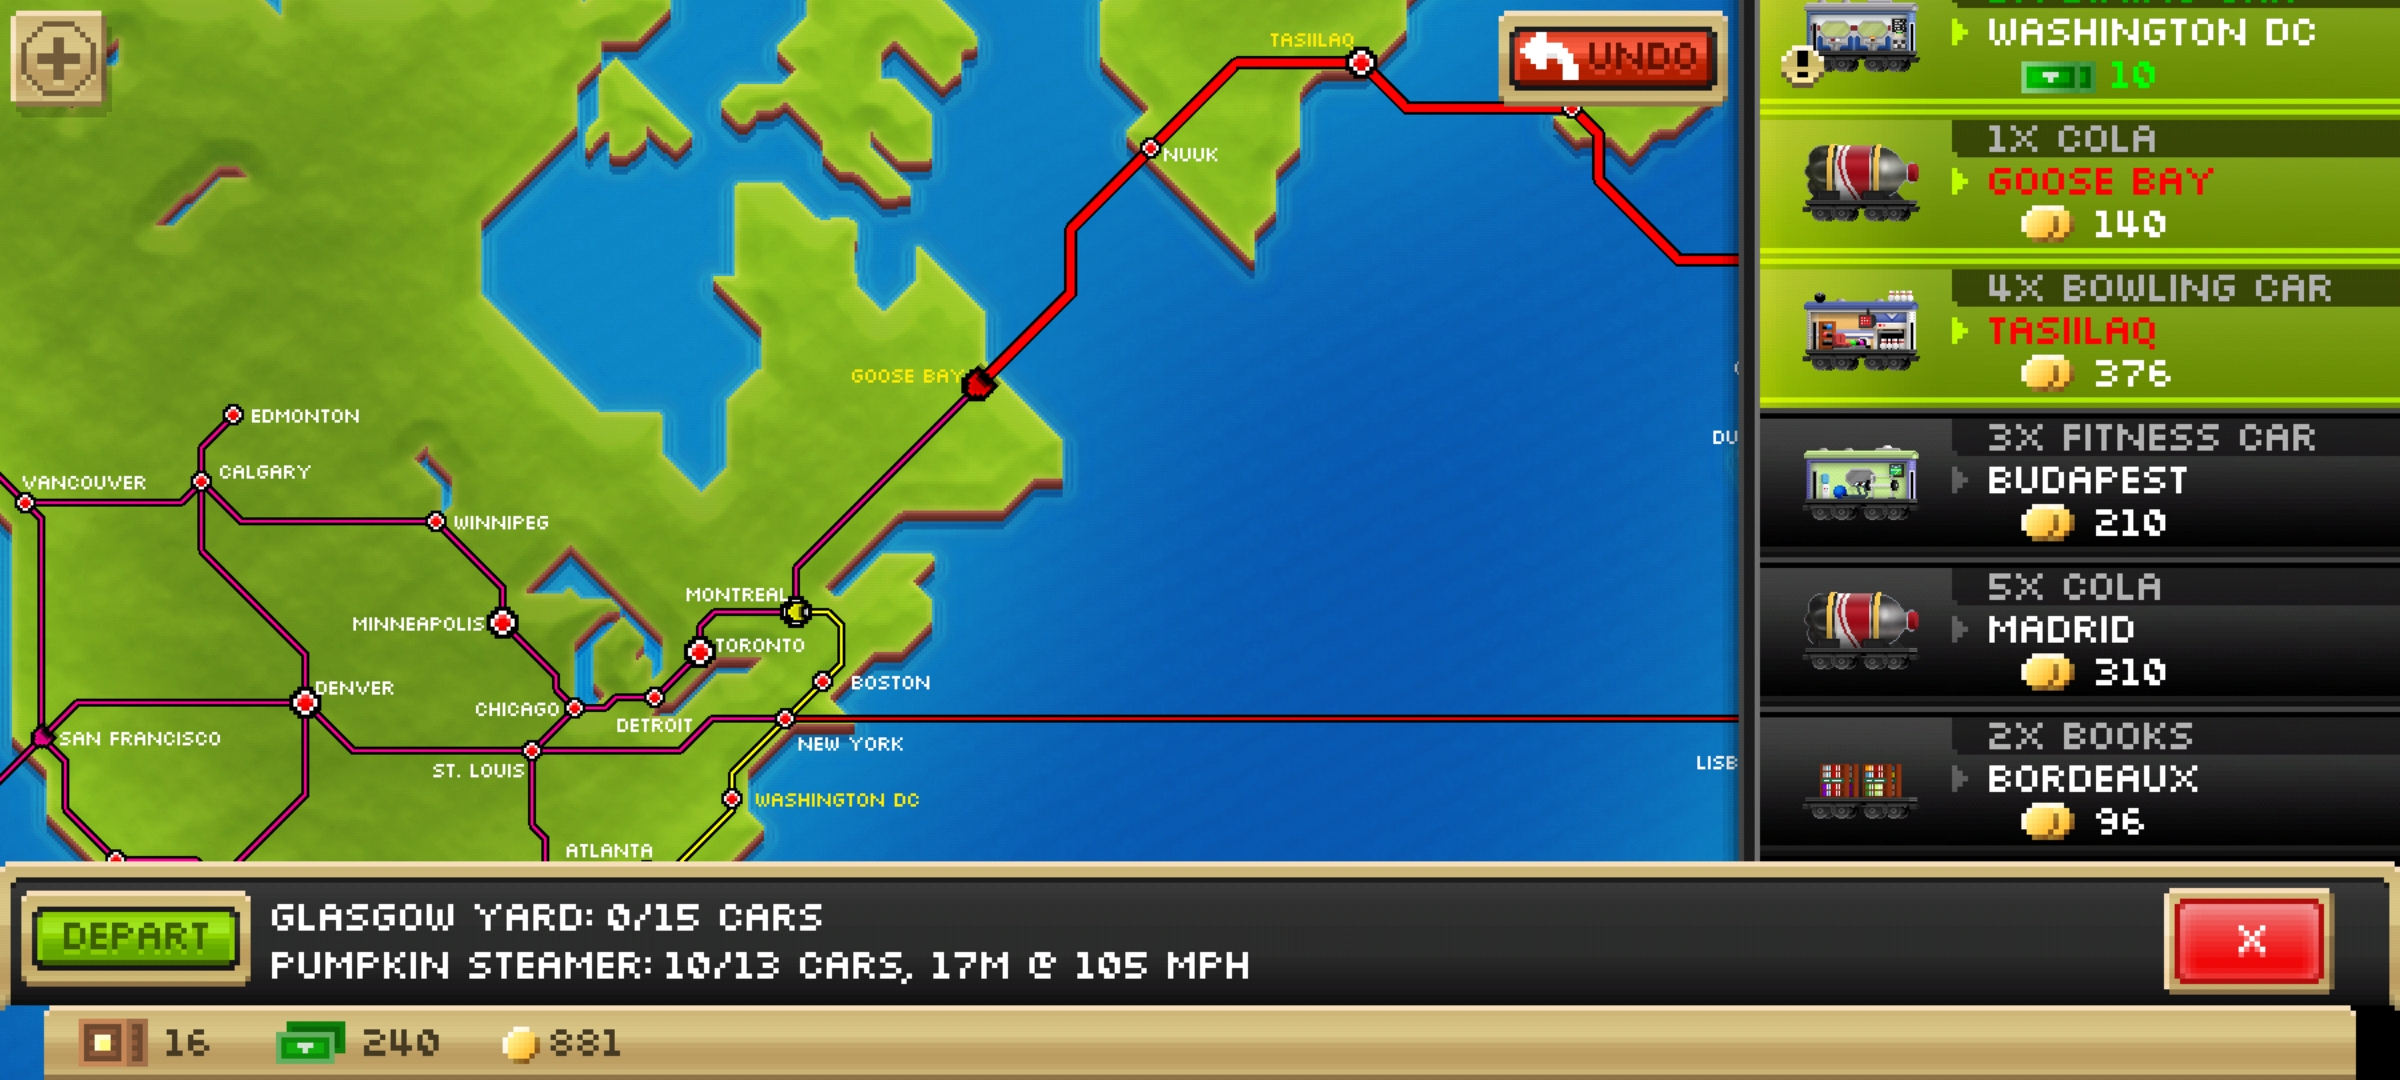 TASIILAQ
UNDO
NUUK
GOOSE BAY
EDMONTON
CALGARY
VANCOUVER
WINNIPEG
MINNEAPOLIS
MONTREAL
TORONTO
DENVER
CHICAGO
DETROIT
BOSTON
SAN FRANCISCO
NEW YORK
ST. LOUIS
WASHINGTON DC
ATLANTA
DU
LISB
WASHINGTON DC
10
1X COLA
GOOSE BAY
140
4X BOWLING CAR
TASIILAQ
376
3X FITNESS CAR
BUDAPEST
210
5X COLA
MADRID
310
2X BOOKS
BORDEAUX
96
DEPART
GLASGOW YARD: 0/15 CARS
PUMPKIN STEAMER: 10/13 CARS, 17M @ 105 MPH
X
16
240
881